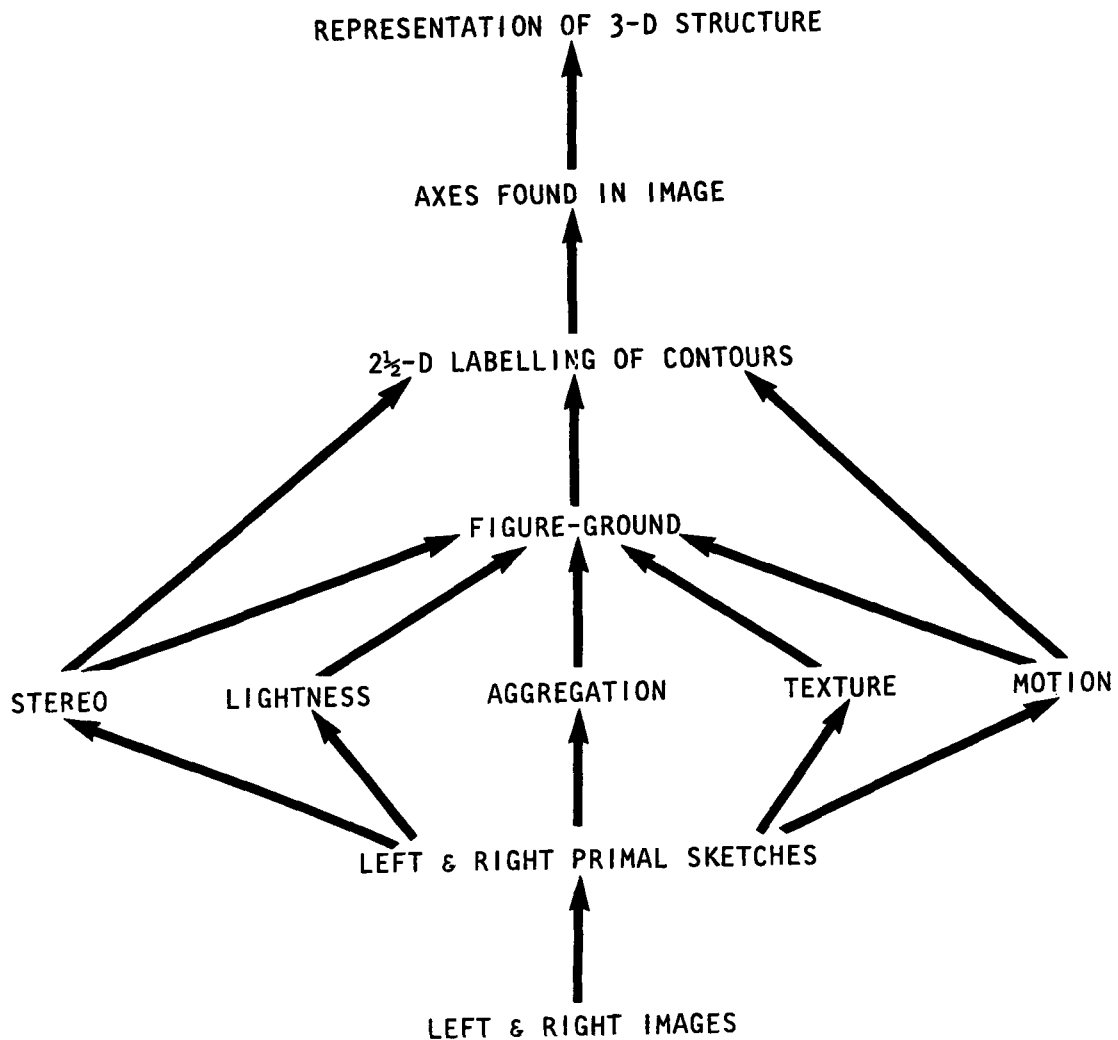 REPRESENTATION OF 3-D STRUCTURE
AXES FOUND IN IMAGE
2½-D LABELLING OF CONTOURS
FIGURE-GROUND
STEREO LIGHTNESS AGGREGATION TEXTURE MOTION
LEFT & RIGHT PRIMAL SKETCHES
LEFT & RIGHT IMAGES